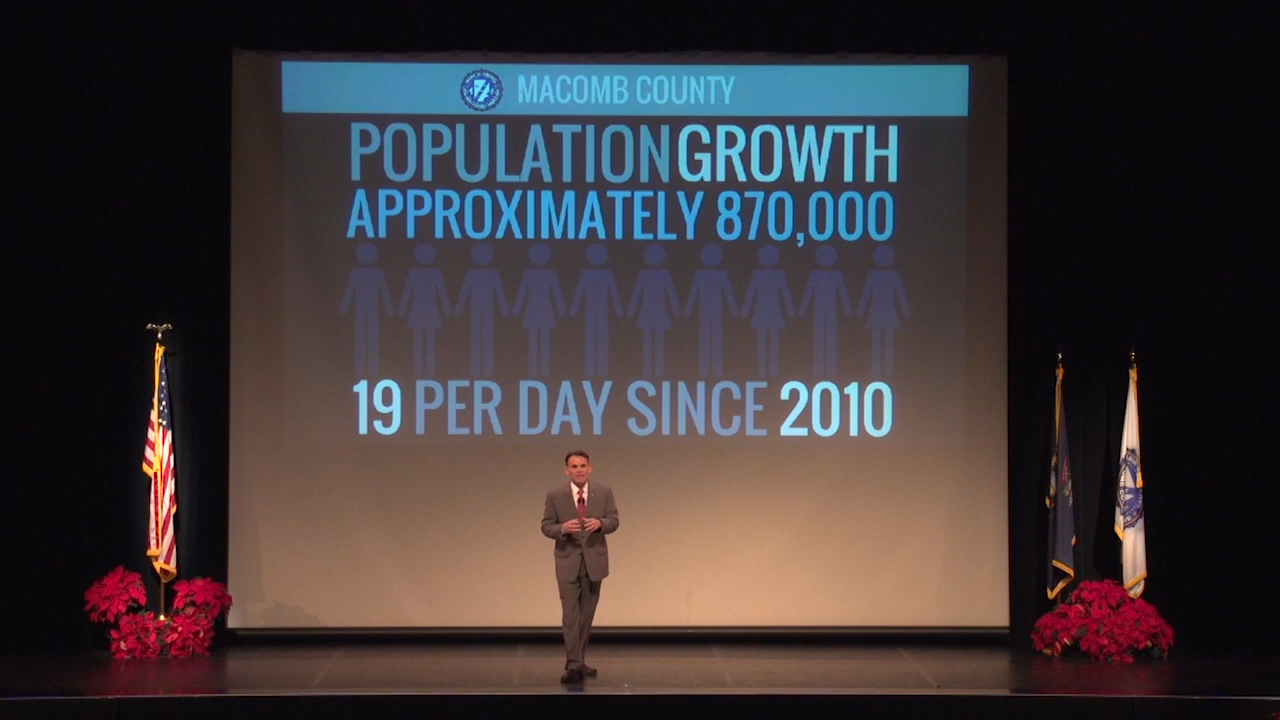 MACOMB COUNTY
POPULATION GROWTH
APPROXIMATELY 870,000
19 PER DAY SINCE 2010